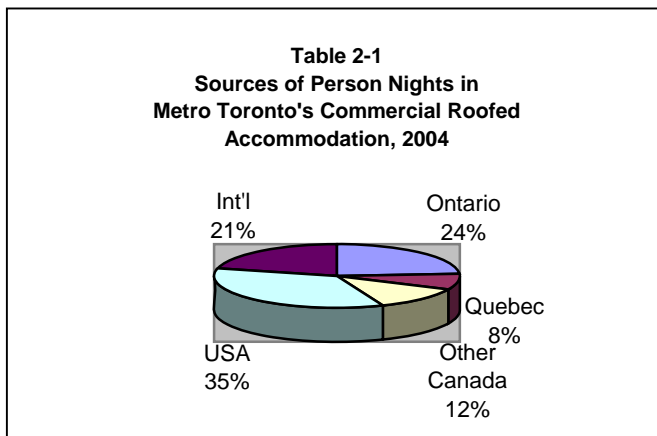 Table 2-1
Sources of Person Nights in
Metro Toronto's Commercial Roofed
Accommodation, 2004
Int'l
21%
Ontario
24%
Quebec
8%
USA
35%
Other
Canada
12%